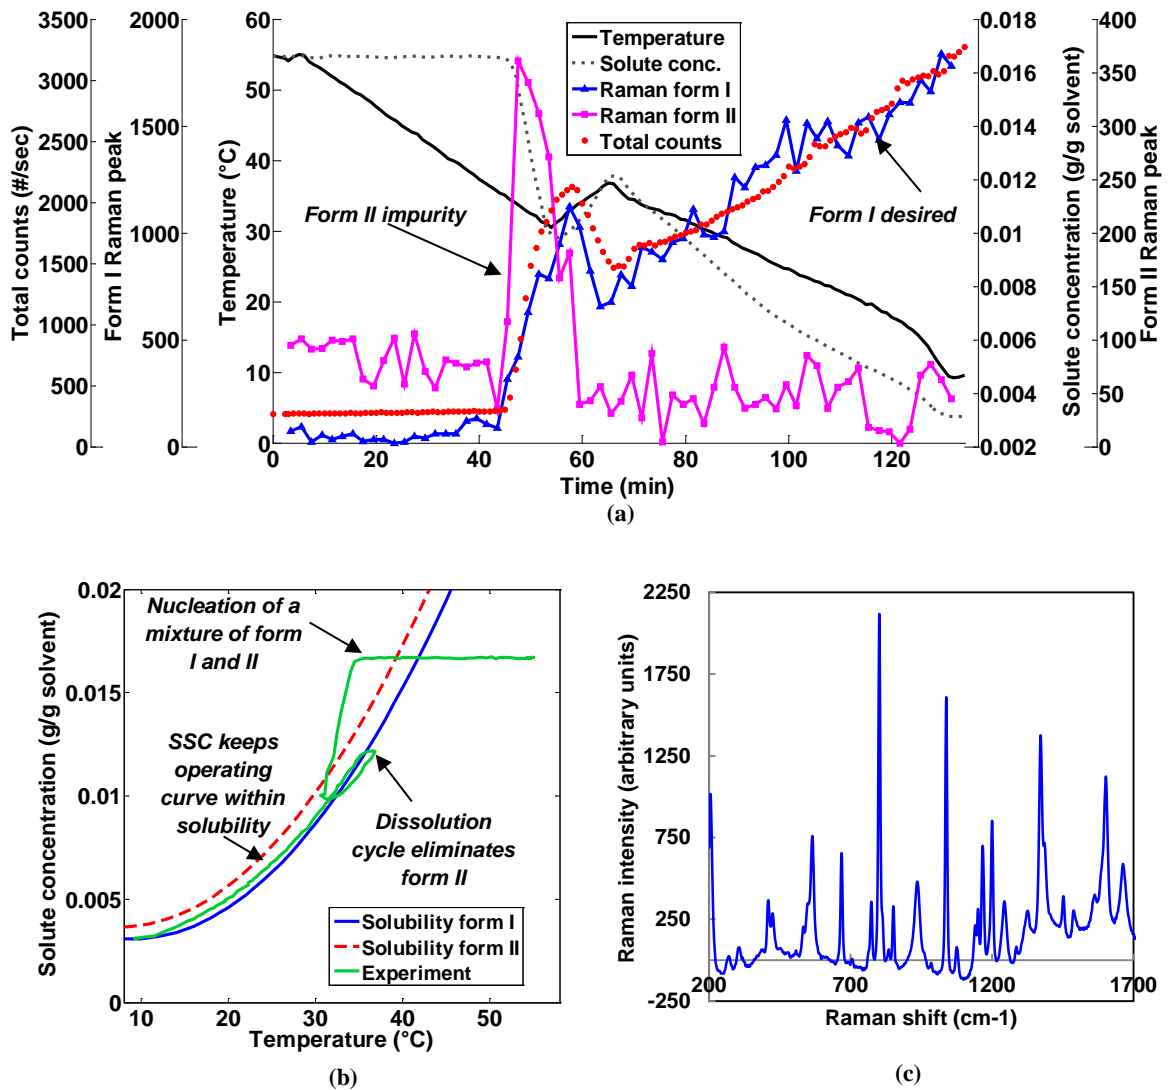 3500
3000
2500
2000
1500
1000
500
0
Total counts (#/sec)
2000
1500
1000
500
0
Form I Raman peak
60
50
40
30
20
10
0
Temperature (°C)
0
20
40
60
80
100
120
Time (min)
Temperature
Solute conc.
Raman form I
Raman form II
Total counts
Form II impurity
Form I desired
0.018
0.016
0.014
0.012
0.010
0.008
0.006
0.004
0.002
Solute concentration (g/g solvent)
400
350
300
250
200
150
100
50
0
Form II Raman peak
(a)
0.02
0.015
0.01
0.005
0
Solute concentration (g/g solvent)
Nucleation of a
mixture of form
I and II
SSC keeps
operating
curve within
solubility
Dissolution
cycle eliminates
form II
Solubility form I
Solubility form II
Experiment
10
20
30
40
50
Temperature (°C)
(b)
2250
1750
1250
750
250
-250
Raman intensity (arbitrary units)
200
700
1200
1700
Raman shift (cm-1)
(c)